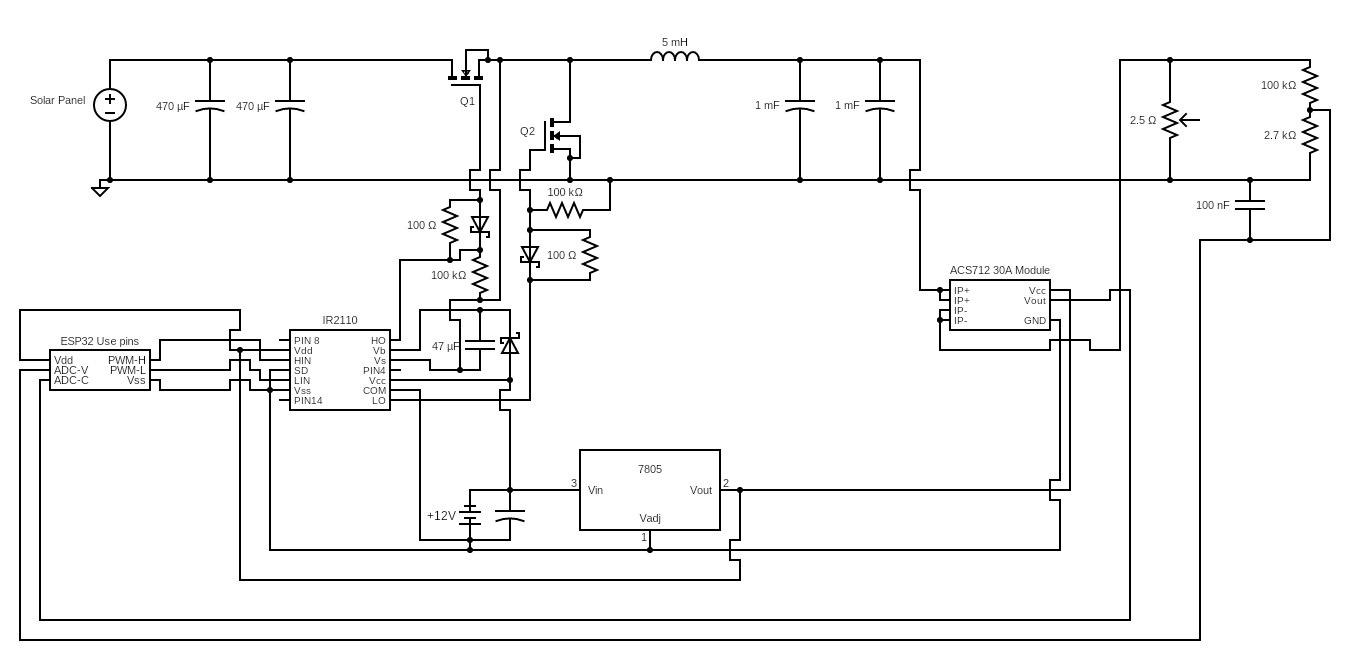 5 mH
Solar Panel
470 µF
470 µF
Q1
Q2
1 mF
1 mF
2.5 Ω
100 kΩ
2.7 kΩ
100 kΩ
100 nF
100 Ω
100 Ω
100 kΩ
ACS712 30A Module
IP+
IP+
IP-
IP-
Vcc
Vout
GND
IR2110
PIN 8
Vdd
HIN
SD
LIN
Vss
PIN14
HO
Vb
Vs
PIN4
Vcc
COM
LO
47 µF
ESP32 Use pins
Vdd
ADC-V
ADC-C
PWM-H
PWM-L
Vss
7805
3
Vin
Vout
2
Vadj
1
+12V